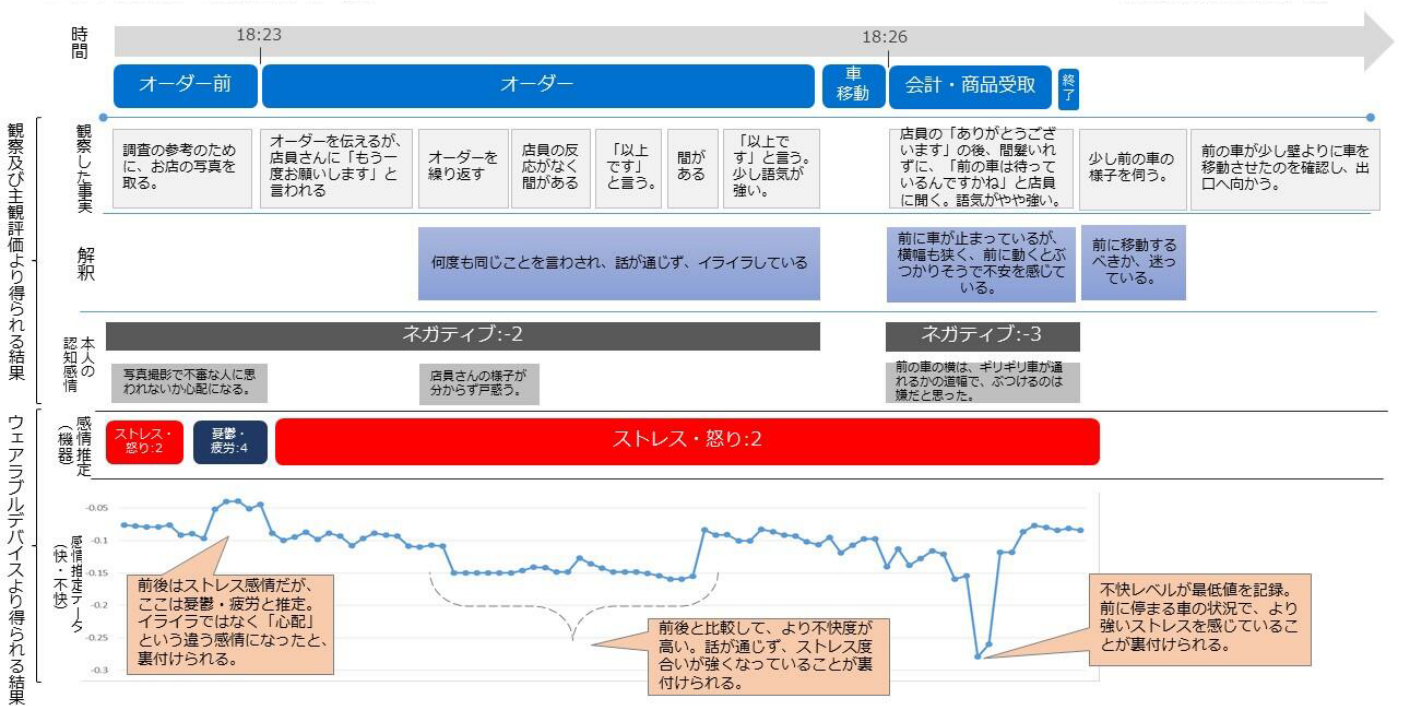 時
間
18:23
18:26
オーダー前
オーダー
車
移動
会計・商品受取
終
了
観察及び主観評価より得られる結果
観察した事実
調査の参考のため
に、お店の写真を
取る。
オーダーを伝えるが、
店員さんに「もう一
度お願いします」と
言われる
オーダーを
繰り返す
店員の反
応がなく
間がある
「以上
です」
と言う。
間が
ある
「以上で
す」と言う。
少し語気が
強い。
店員の「ありがとうござ
います」の後、間髪いれ
ずに、「前の車は待って
いるんですかね」と店員
に聞く。語気がやや強い。
少し前の車の
様子を伺う。
前の車が少し壁よりに車を
移動させたのを確認し、出
口へ向かう。
解釈
何度も同じことを言わされ、話が通じず、イライラしている
前に車が止まっているが、
横幅も狭く、前に動くとぶ
つかりそうで不安を感じて
いる。
前に移動する
べきか、迷っ
ている。
本人の
認知感情
ネガティブ:-2
ネガティブ:-3
写真撮影で不審な人に思
われないか心配になる。
店員さんの様子が
分からず戸惑う。
前の車の横は、ギリギリ車が通
れるかの道幅で、ぶつけるのは
嫌だと思った。
ウェアラブルデバイスより得られる結果
感情推定
（機器）
ストレス・
怒り:2
憂鬱・
疲労:4
ストレス・怒り:2
感情推定データ
（快・不快）
-0.05
-0.1
-0.15
-0.2
-0.25
-0.3
前後はストレス感情だが、
ここは憂鬱・疲労と推定。
イライラではなく「心配」
という違う感情になったと、
裏付けられる。
前後と比較して、より不快度が
高い。話が通じず、ストレス度
合いが強くなっていることが裏
付けられる。
不快レベルが最低値を記録。
前に停まる車の状況で、より
強いストレスを感じているこ
とが裏付けられる。